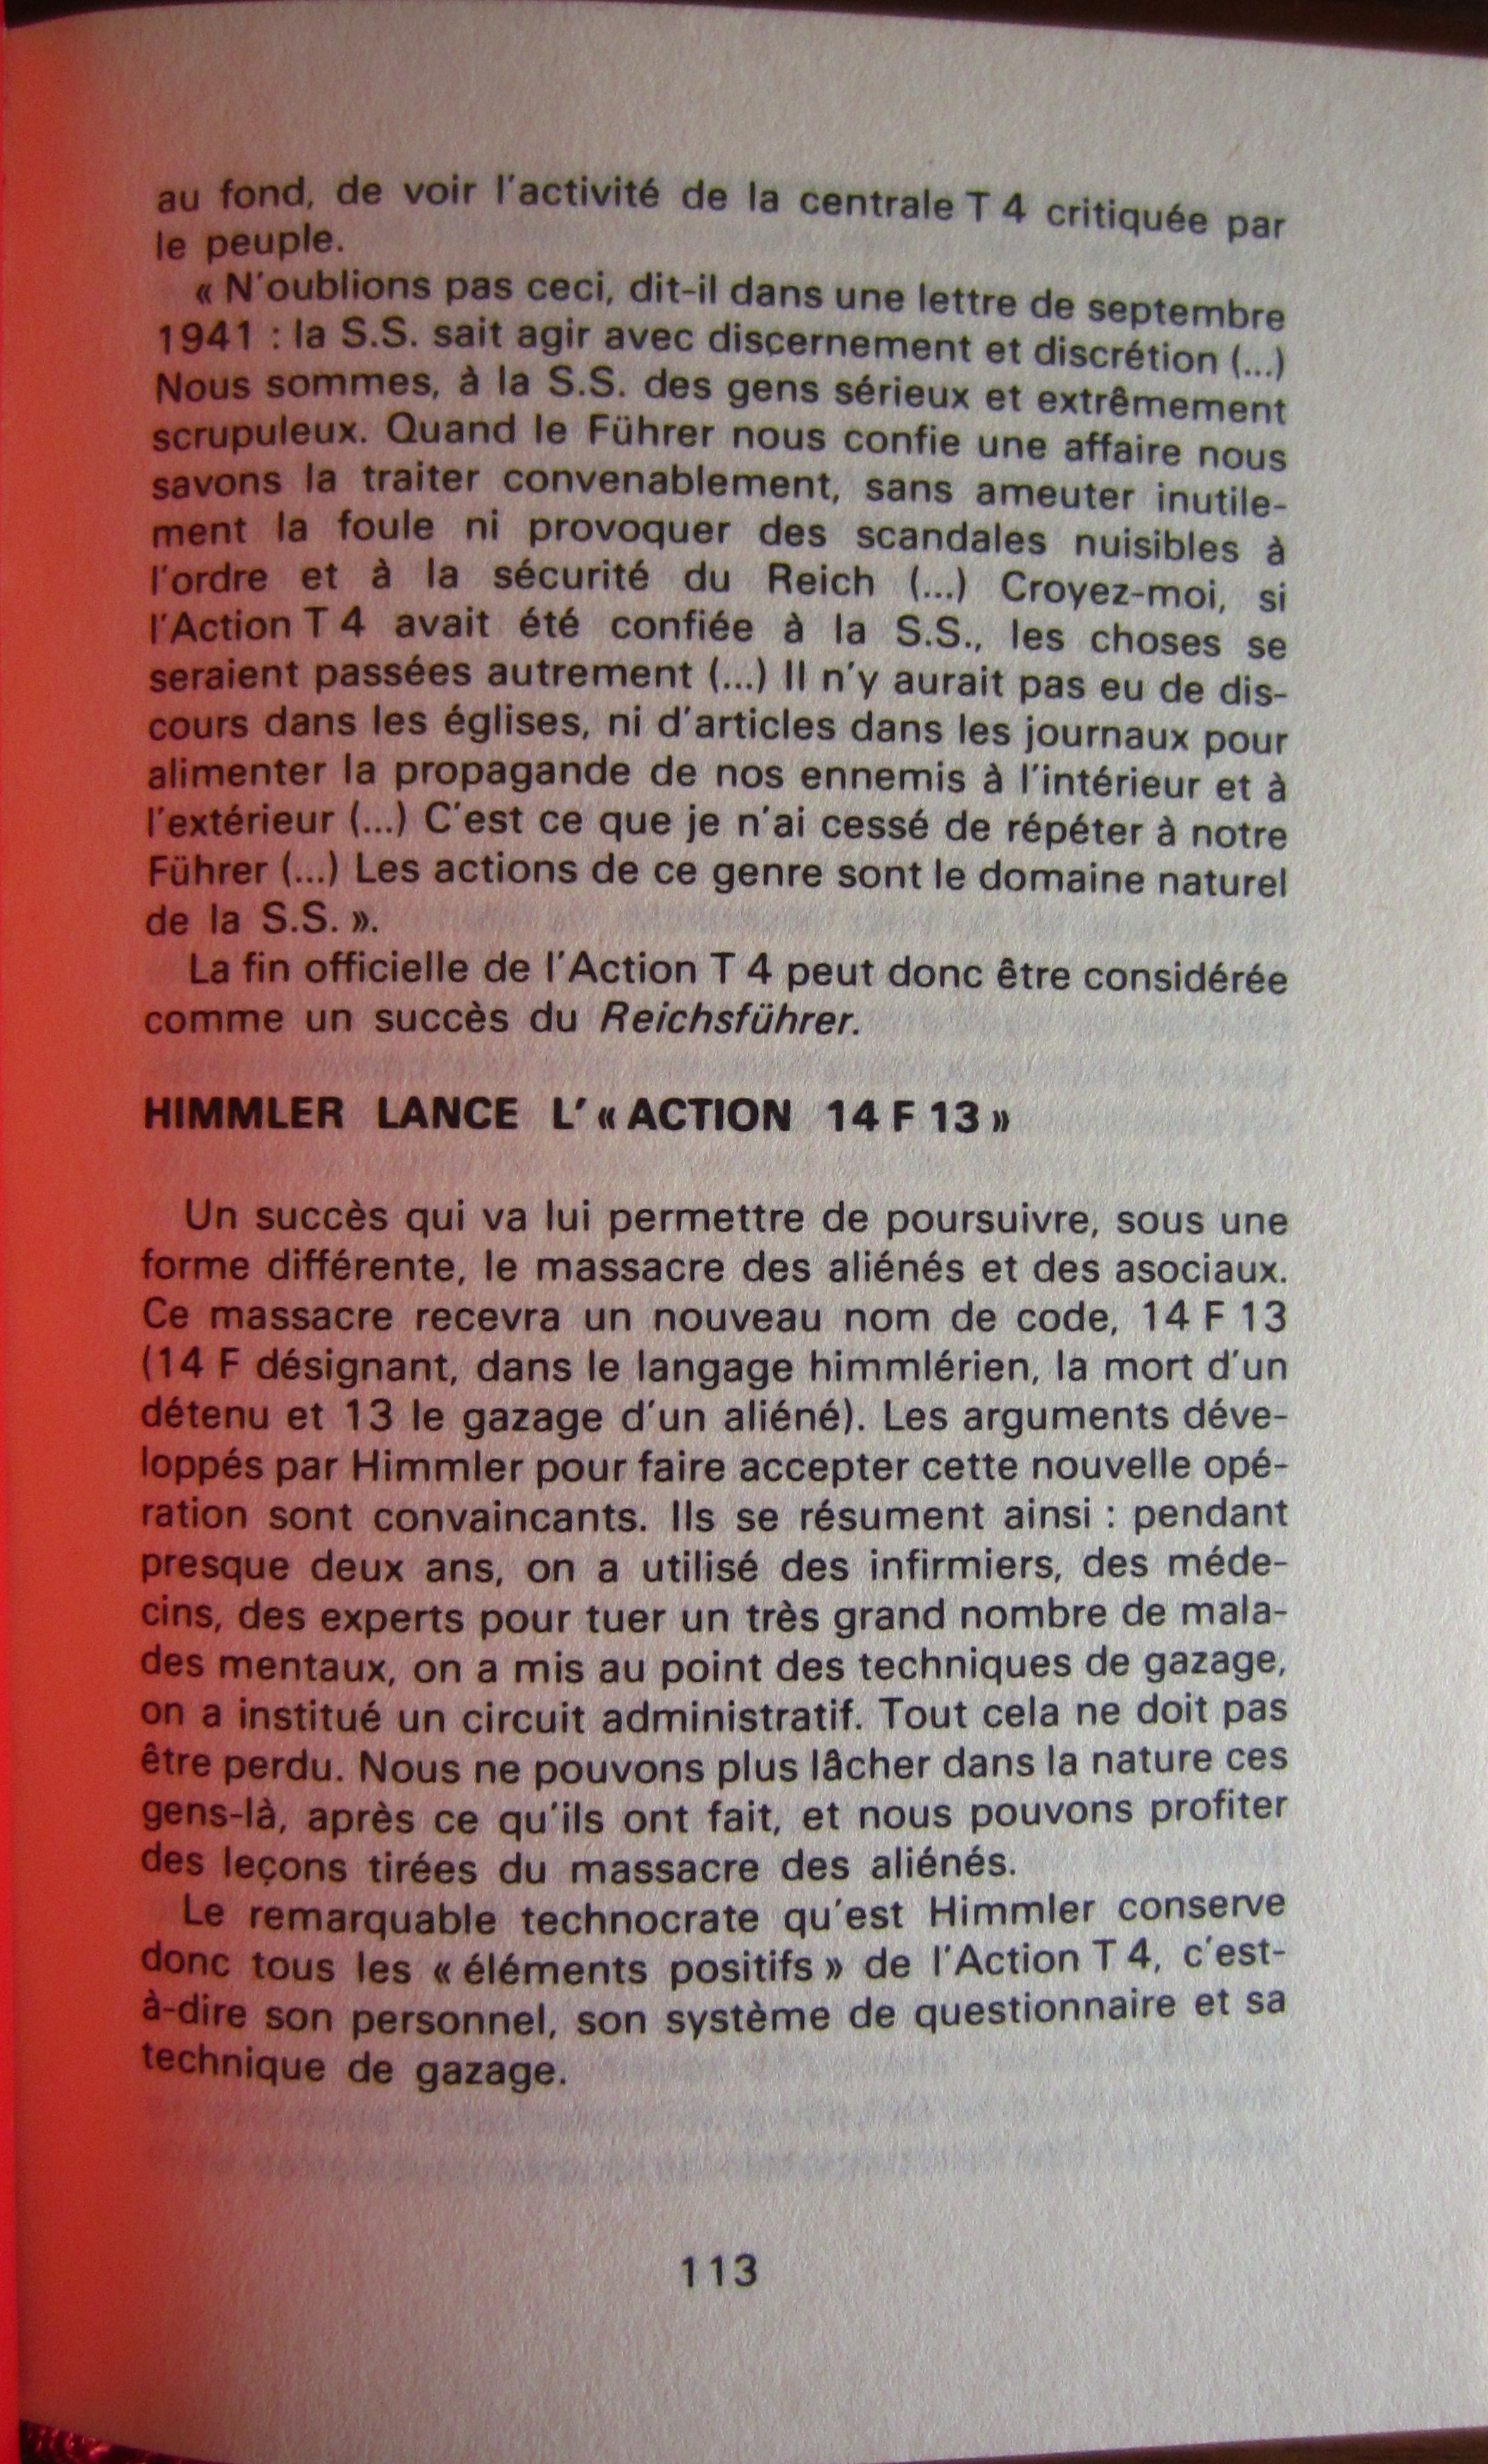 au fond, de voir l'activité de la centrale T 4 critiquée par
le peuple.
« N'oublions pas ceci, dit-il dans une lettre de septembre
1941 : la S.S. sait agir avec discernement et discrétion (...)
Nous sommes, à la S.S. des gens sérieux et extrêmement
scrupuleux. Quand le Führer nous confie une affaire nous
savons la traiter convenablement, sans ameuter inutile-
ment la foule ni provoquer des scandales nuisibles à
l'ordre et à la sécurité du Reich (...) Croyez-moi, si
l'Action T 4 avait été confiée à la S.S., les choses se
seraient passées autrement (...) Il n'y aurait pas eu de dis-
cours dans les églises, ni d'articles dans les journaux pour
alimenter la propagande de nos ennemis à l'intérieur et à
l'extérieur (...) C'est ce que je n'ai cessé de répéter à notre
Führer (...) Les actions de ce genre sont le domaine naturel
de la S.S. ».
La fin officielle de l'Action T 4 peut donc être considérée
comme un succès du Reichsführer.
HIMMLER LANCE L'« ACTION 14 F 13 »
Un succès qui va lui permettre de poursuivre, sous une
forme différente, le massacre des aliénés et des asociaux.
Ce massacre recevra un nouveau nom de code, 14 F 13
(14 F désignant, dans le langage himmlérien, la mort d'un
détenu et 13 le gazage d'un aliéné). Les arguments déve-
loppés par Himmler pour faire accepter cette nouvelle opé-
ration sont convaincants. Ils se résument ainsi : pendant
presque deux ans, on a utilisé des infirmiers, des méde-
cins, des experts pour tuer un très grand nombre de mala-
des mentaux, on a mis au point des techniques de gazage,
on a institué un circuit administratif. Tout cela ne doit pas
être perdu. Nous ne pouvons plus lâcher dans la nature ces
gens-là, après ce qu'ils ont fait, et nous pouvons profiter
des leçons tirées du massacre des aliénés.
Le remarquable technocrate qu'est Himmler conserve
donc tous les « éléments positifs » de l'Action T 4, c'est-
à-dire son personnel, son système de questionnaire et sa
technique de gazage.
113